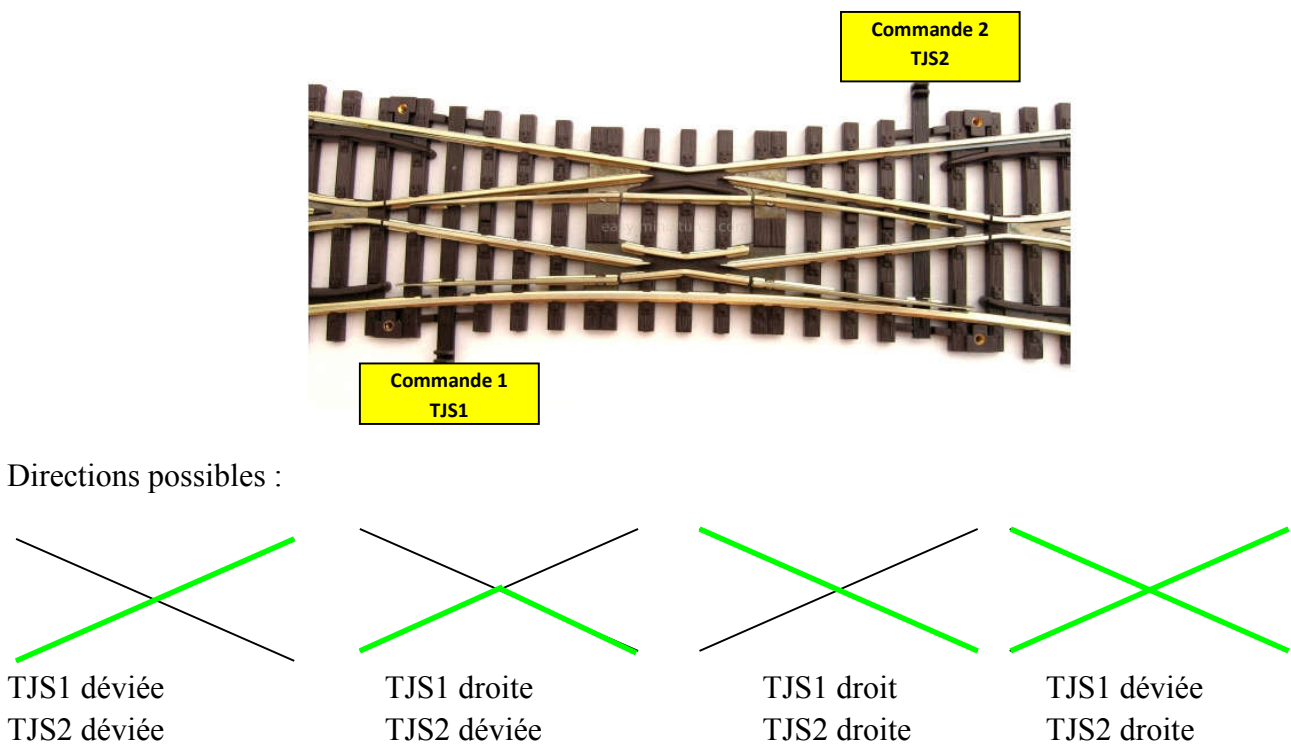 Commande 2
TJS2
Commande 1
TJS1
Directions possibles :
TJS1 déviée
TJS2 déviée
TJS1 droite
TJS2 déviée
TJS1 droit
TJS2 droite
TJS1 déviée
TJS2 droite